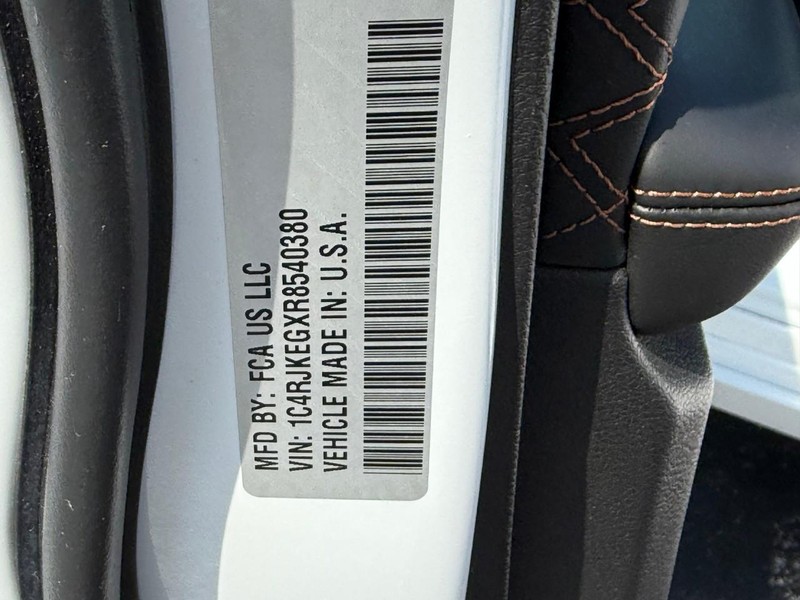 MFD BY: FCA US LLC
VIN: 1C4RJKEGXR8540380
VEHICLE MADE IN: U.S.A.